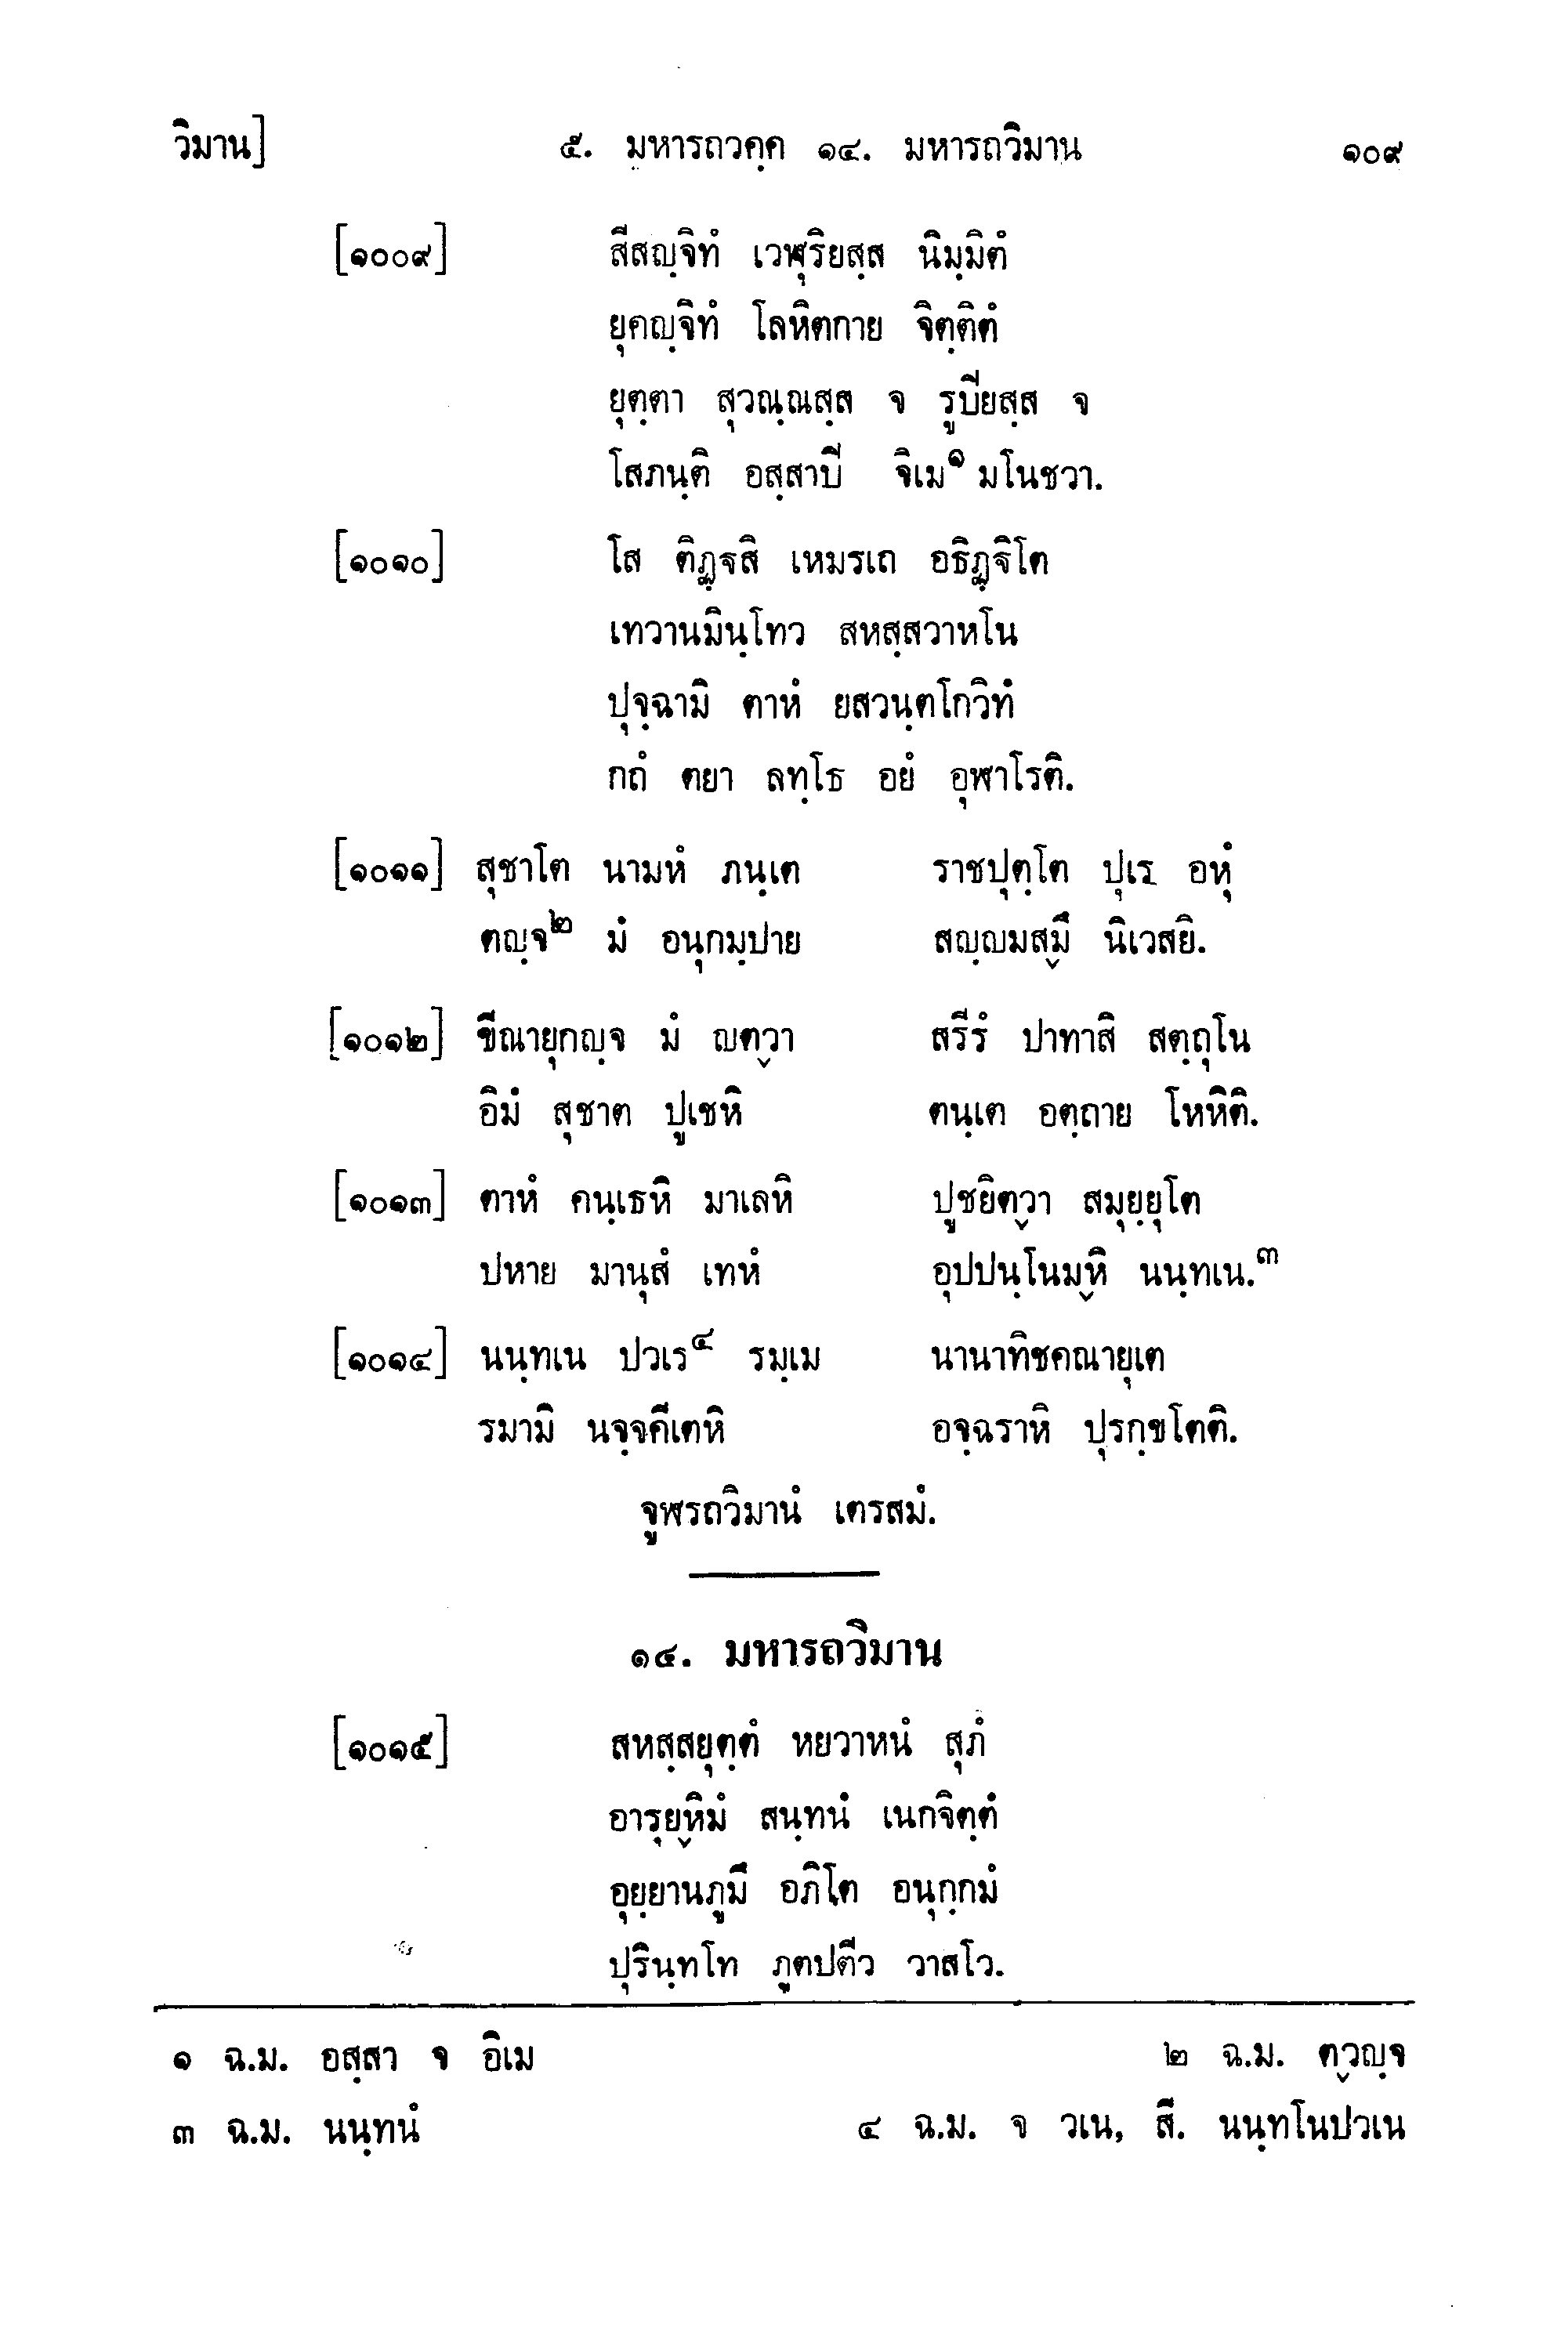 วิมาน] ๕. มหารถวคฺค ๑๔. มหารถวิมาน ๑๐๙
[๑๐๐๙] สีสญฺจิทํ เวฬุริยสฺส นิมฺมิตํ
ยุคญฺจิทํ โลหิตกาย จิตฺติตํ
ยุตฺตา สุวณฺณสฺส จ รูปิยสฺส จ
โสภนฺติ อสฺสาปิ จิเม๑ มโนชวา.
[๑๐๑๐] โส ติฏฺฐสิ เหมรเถ อธิฏฺฐิโต
เทวานมินฺโทว สหสฺสวาหโน
ปุจฺฉามิ ตาหํ ยสวนฺตโกวิทํ
กถํ ตยา ลทฺโธ อยํ อุฬาโรติ.
[๑๐๑๑] สุชาโต นามหํ ภนฺเต ราชปุตฺโต ปุเร อหุํ
ตญฺจ๒ มํ อนุกมฺปาย สญฺญมสฺมึ นิเวสยิ.
[๑๐๑๒] ขีณายุกญฺจ มํ ญตฺวา สรีรํ ปาทาสิ สตฺถุโน
อิมํ สุชาต ปูเชหิ ตนฺเต อตฺถาย โหหิติ.
[๑๐๑๓] ตาหํ คนฺเธหิ มาเลหิ ปูชยิตฺวา สมุยฺยุโต
ปหาย มานุสํ เทหํ อุปปนฺโนมฺหิ นนฺทเน.๓
[๑๐๑๔] นนฺทเน ปวเร๔ รมฺเม นานาทิชคณายุเต
รมามิ นจฺจคีเตหิ อจฺฉราหิ ปุรกฺขโตติ.
จูฬรถวิมานํ เตรสมํ.
๑๔. มหารถวิมาน
[๑๐๑๕] สหสฺสยุตฺตํ หยวาหนํ สุภํ
อารุยฺหิมํ สนฺทนํ เนกจิตฺตํ
อุยฺยานภูมึ อภิโต อนุกฺกมํ
ปุรินฺทโท ภูตปตีว วาสโว.
๑ ฉ.ม. อสฺสา จ อิเม ๒ ฉ.ม. ตฺวญฺจ
๓ ฉ.ม. นนฺทนํ ๔ ฉ.ม. จ วเน, สี. นนฺทโนปวเน